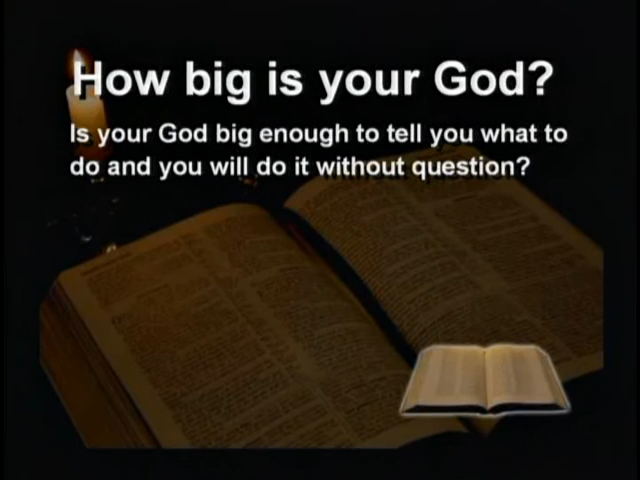 How big is your God?
Is your God big enough to tell you what to
do and you will do it without question?